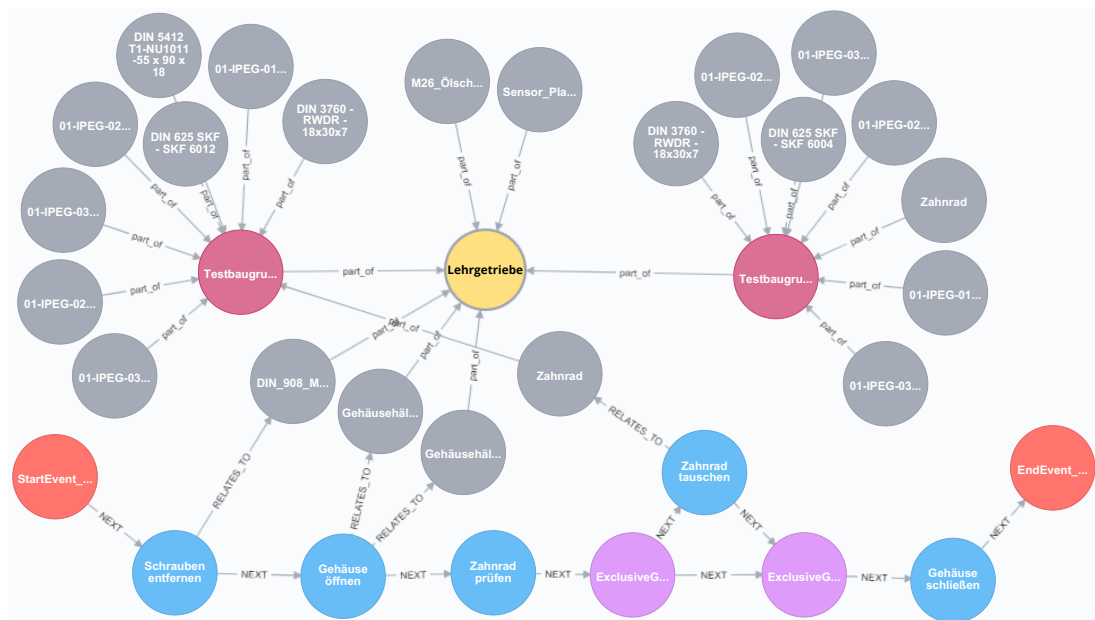 DIN 5412
T1-NU1011
-55 x 90 x
18
01-IPEG-01...
M26_Ölsch...
Sensor_Pla...
01-IPEG-02...
01-IPEG-03...
01-IPEG-02...
DIN 625 SKF
- SKF 6012
DIN 3760 -
RWDR -
18x30x7
DIN 3760 -
RWDR -
18x30x7
DIN 625 SKF
- SKF 6004
01-IPEG-02...
part_of
part_of
part_of
part_of
part_of
part_of
part_of
part_of
part_of
part_of
part_of
01-IPEG-03...
Zahnrad
part_of
part_of
Testbaugru...
part_of
Lehrgetriebe
part_of
Testbaugru...
01-IPEG-02...
part_of
part_of
01-IPEG-01...
part_of
part_of
part_of
part_of
part_of
part_of
01-IPEG-03...
DIN_908_M...
Zahnrad
01-IPEG-03...
Gehäusehäl...
Gehäusehäl...
RELATES_TO
StartEvent_...
RELATES_TO
RELATES_TO
RELATES_TO
Zahnrad
tauschen
EndEvent_...
NEXT
NEXT
NEXT
NEXT
Schrauben
entfernen
NEXT
Gehäuse
öffnen
NEXT
Zahnrad
prüfen
NEXT
ExclusiveG...
NEXT
ExclusiveG...
NEXT
Gehäuse
schließen